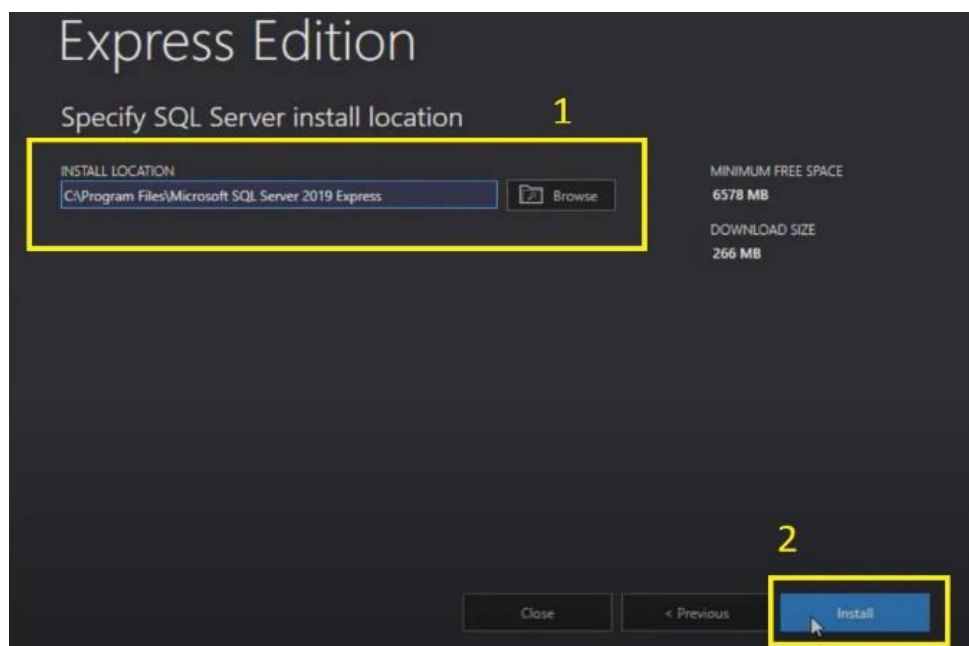 Express Edition
Specify SQL Server install location
1
INSTALL LOCATION
C:\Program Files\Microsoft SQL Server 2019 Express
Browse
MINIMUM FREE SPACE
6578 MB
DOWNLOAD SIZE
266 MB
2
Close
< Previous
Install